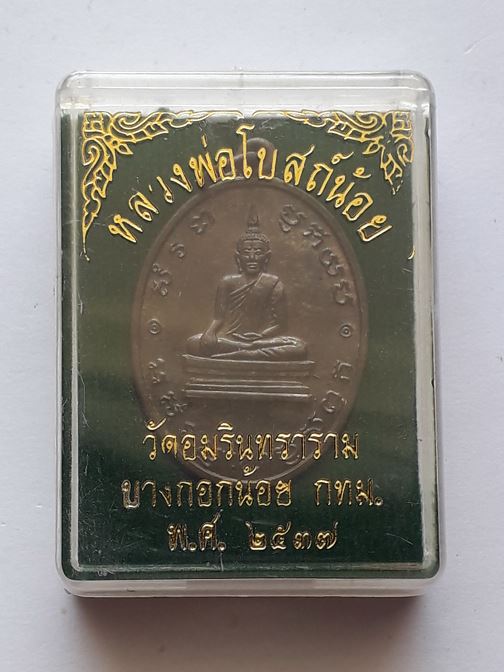 หลวงพ่อโบสถ์น้อย
วัดอมรินทราราม
บางกอกน้อย กทม.
พ.ศ. ๒๕๓๗